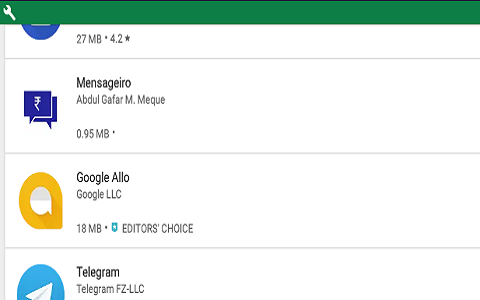 27 MB • 4.2 ★
Mensageiro
Abdul Gafar M. Meque
₹
0.95 MB •
Google Allo
Google LLC
18 MB • EDITORS' CHOICE
Telegram
Telegram FZ-LLC